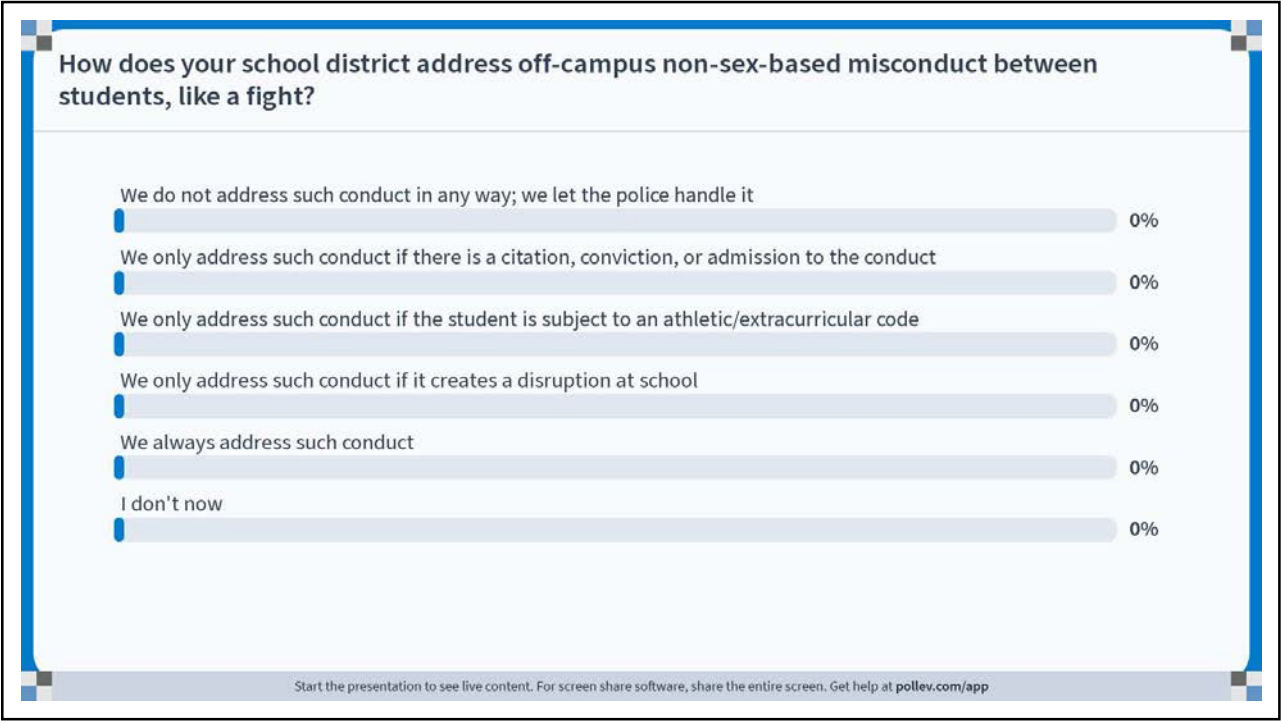 How does your school district address off-campus non-sex-based misconduct between
students, like a fight?
We do not address such conduct in any way; we let the police handle it
0%
We only address such conduct if there is a citation, conviction, or admission to the conduct
0%
We only address such conduct if the student is subject to an athletic/extracurricular code
0%
We only address such conduct if it creates a disruption at school
0%
We always address such conduct
0%
I don't now
0%
Start the presentation to see live content. For screen share software, share the entire screen. Get help at pollev.com/app